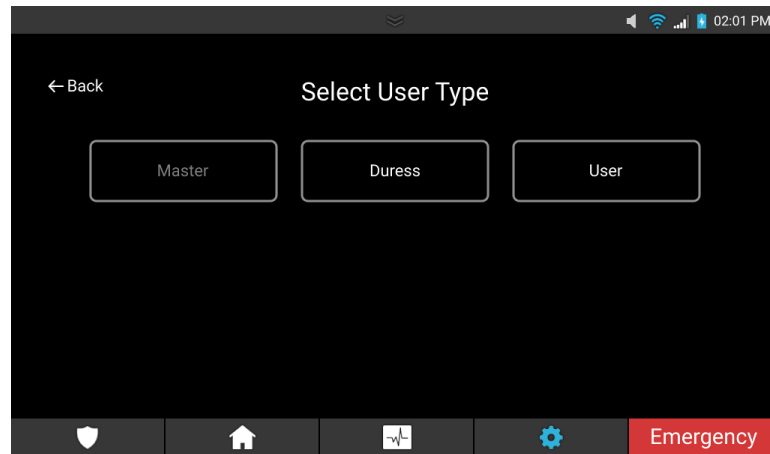 02:01 PM
← Back
Select User Type
Master
Duress
User
Emergency